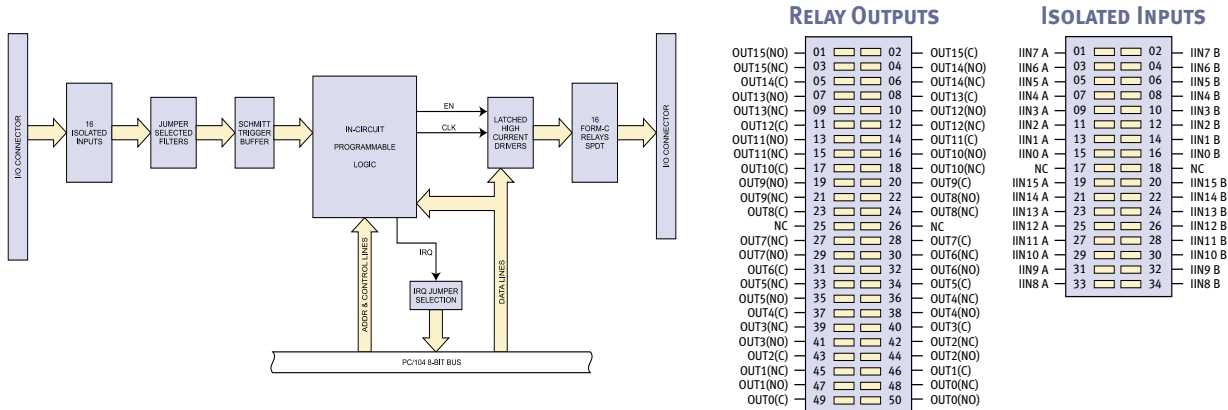 I/O CONNECTOR
16
ISOLATED
INPUTS
JUMPER
SELECTED
FILTERS
SCHMITT
TRIGGER
BUFFER
IN-CIRCUIT
PROGRAMMABLE
LOGIC
EN
CLK
LATCHED
HIGH
CURRENT
DRIVERS
16
FORM-C
RELAYS
SPDT
I/O CONNECTOR
ADDR & CONTROL LINES
IRQ
IRQ JUMPER
SELECTION
DATA LINES
PC/104 8-BIT BUS
RELAY OUTPUTS
OUT15(NO) 01 02 OUT15(C)
OUT15(NC) 03 04 OUT14(NO)
OUT14(C) 05 06 OUT14(NC)
OUT13(NO) 07 08 OUT13(C)
OUT13(NC) 09 10 OUT12(NO)
OUT12(C) 11 12 OUT12(NC)
OUT11(NO) 13 14 OUT11(C)
OUT11(NC) 15 16 OUT10(NO)
OUT10(C) 17 18 OUT10(NC)
OUT9(NO) 19 20 OUT9(C)
OUT9(NC) 21 22 OUT8(NO)
OUT8(C) 23 24 OUT8(NC)
NC 25 26 NC
OUT7(NC) 27 28 OUT7(C)
OUT7(NO) 29 30 OUT6(NC)
OUT6(C) 31 32 OUT6(NO)
OUT5(NC) 33 34 OUT5(C)
OUT5(NO) 35 36 OUT4(NC)
OUT4(C) 37 38 OUT4(NO)
OUT3(NC) 39 40 OUT3(C)
OUT3(NO) 41 42 OUT2(NC)
OUT2(C) 43 44 OUT2(NO)
OUT1(NC) 45 46 OUT1(C)
OUT1(NO) 47 48 OUT0(NC)
OUT0(C) 49 50 OUT0(NO)
ISOLATED INPUTS
IIN7 A 01 02 IIN7 B
IIN6 A 03 04 IIN6 B
IIN5 A 05 06 IIN5 B
IIN4 A 07 08 IIN4 B
IIN3 A 09 10 IIN3 B
IIN2 A 11 12 IIN2 B
IIN1 A 13 14 IIN1 B
IIN0 A 15 16 IIN0 B
NC 17 18 NC
IIN15 A 19 20 IIN15 B
IIN14 A 21 22 IIN14 B
IIN13 A 23 24 IIN13 B
IIN12 A 25 26 IIN12 B
IIN11 A 27 28 IIN11 B
IIN10 A 29 30 IIN10 B
IIN9 A 31 32 IIN9 B
IIN8 A 33 34 IIN8 B